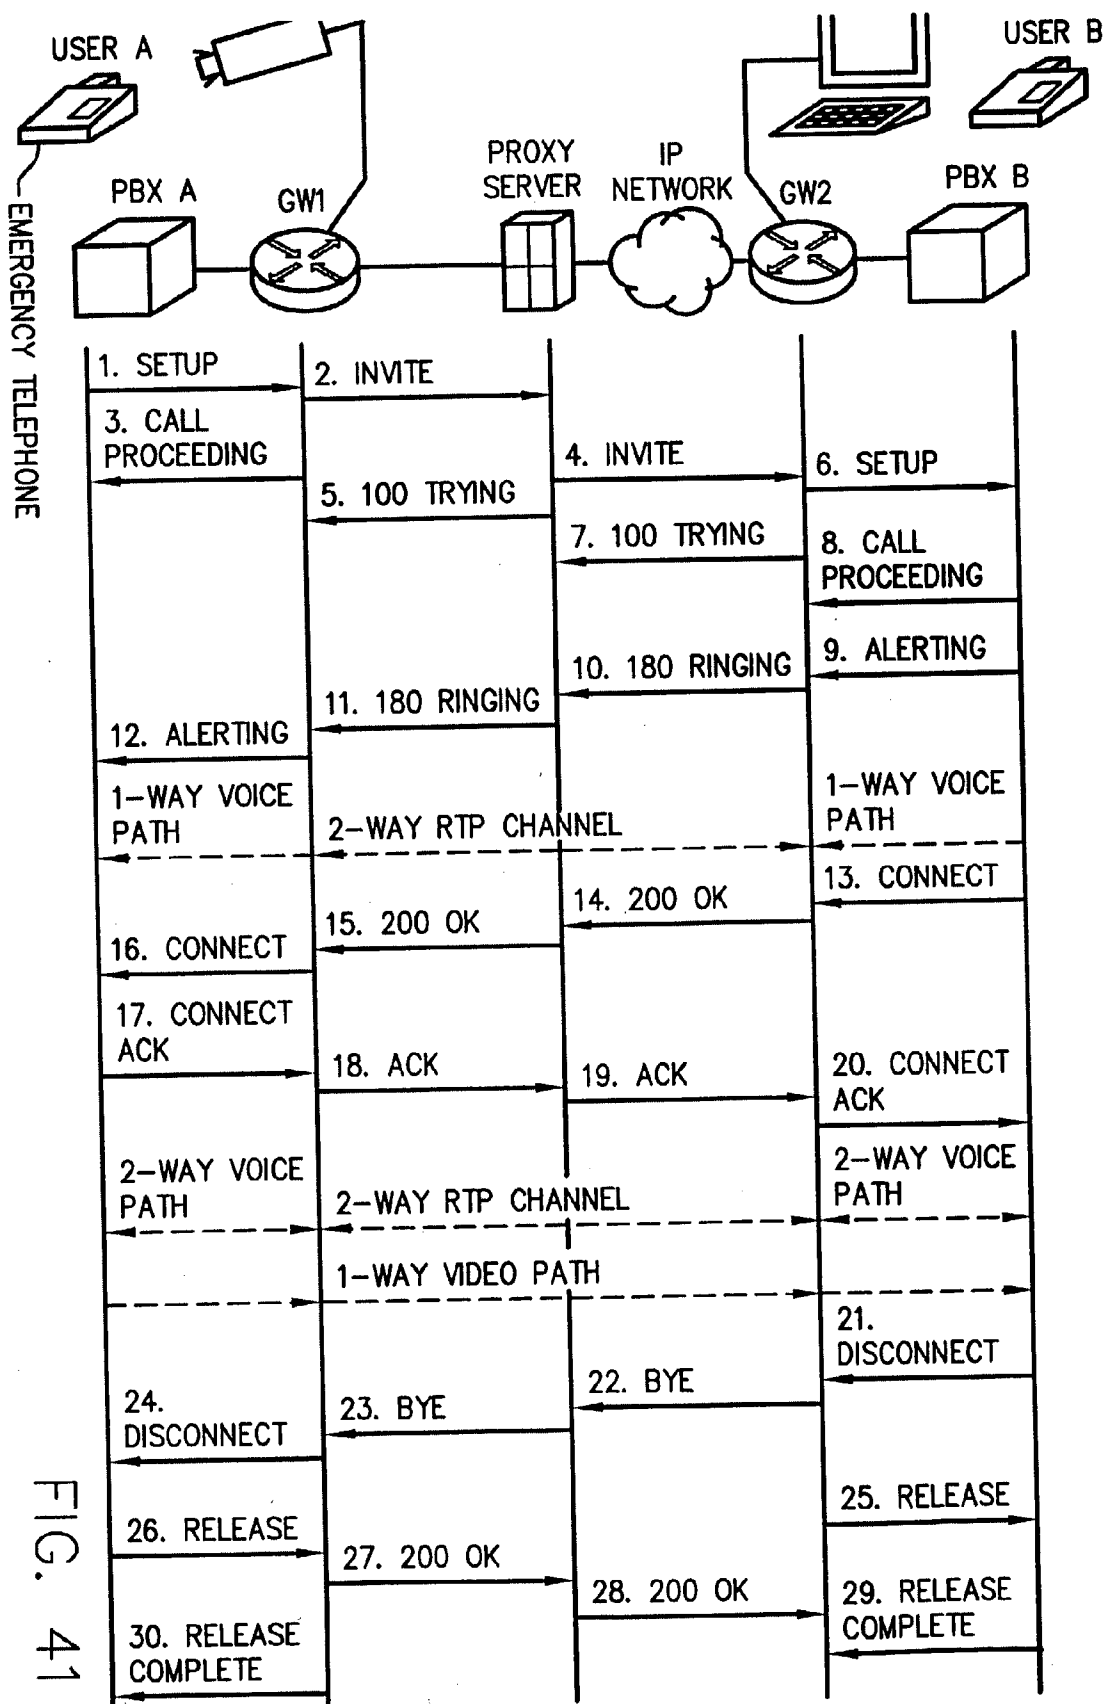 USER A
USER B
PROXY
SERVER
IP
NETWORK
PBX A
GW1
GW2
PBX B
EMERGENCY TELEPHONE
1. SETUP
2. INVITE
3. CALL
PROCEEDING
4. INVITE
5. 100 TRYING
6. SETUP
7. 100 TRYING
8. CALL
PROCEEDING
9. ALERTING
10. 180 RINGING
11. 180 RINGING
12. ALERTING
1-WAY VOICE
PATH
2-WAY RTP CHANNEL
1-WAY VOICE
PATH
13. CONNECT
14. 200 OK
15. 200 OK
16. CONNECT
17. CONNECT
ACK
18. ACK
19. ACK
20. CONNECT
ACK
2-WAY VOICE
PATH
2-WAY RTP CHANNEL
2-WAY VOICE
PATH
1-WAY VIDEO PATH
21.
DISCONNECT
22. BYE
23. BYE
24.
DISCONNECT
25. RELEASE
26. RELEASE
27. 200 OK
28. 200 OK
29. RELEASE
COMPLETE
30. RELEASE
COMPLETE
FIG. 41